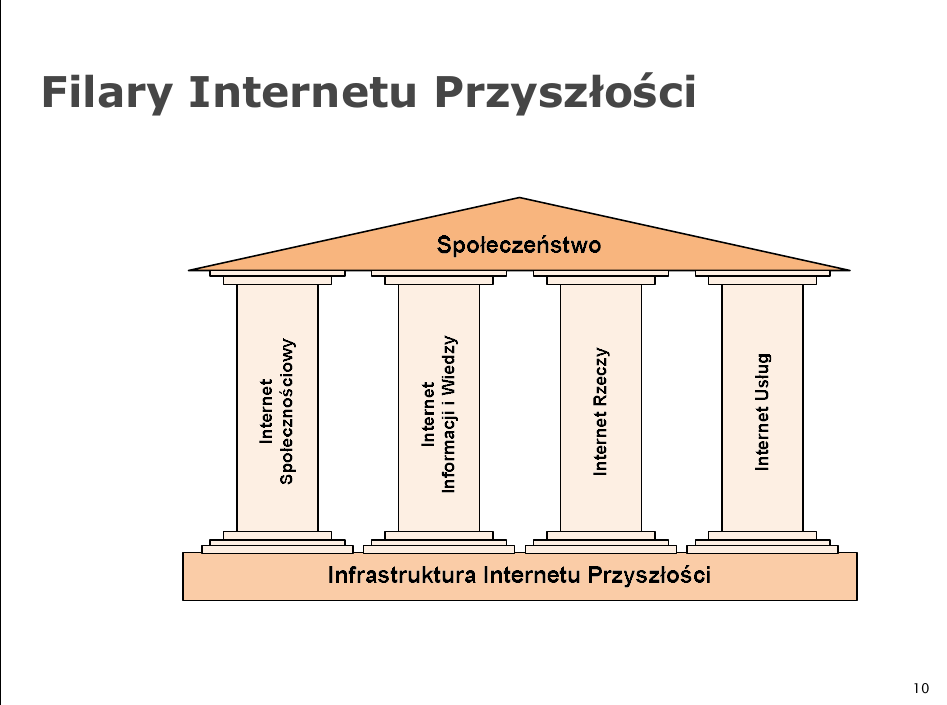 Filary Internetu Przyszłości
Społeczeństwo
Internet
Społecznościowy
Internet
Informacji i Wiedzy
Internet Rzeczy
Internet Usług
Infrastruktura Internetu Przyszłości
10